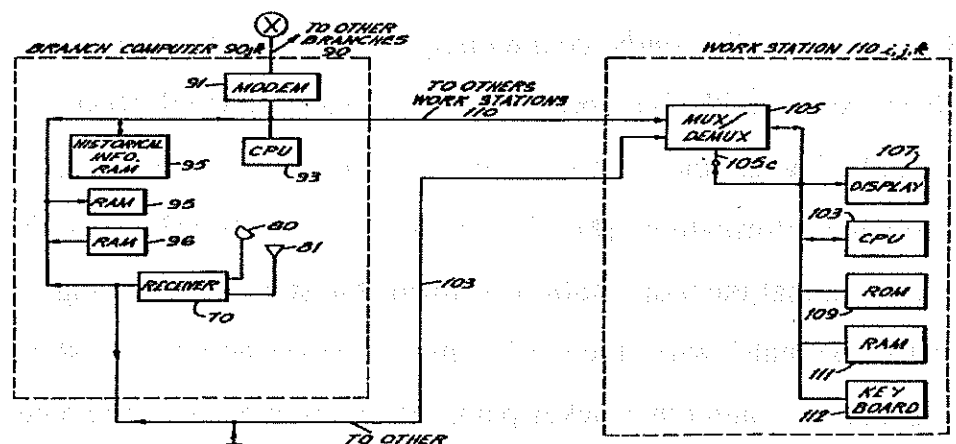 X
TO OTHER
BRANCHES
90
BRANCH COMPUTER 90jk
WORK STATION 110 i,j,k
91
MODEM
TO OTHERS
WORK STATIONS
110
MUX/
DEMUX
105
105c
107
DISPLAY
HISTORICAL
INFO.
RAM
95
CPU
93
103
CPU
RAM
98
80
81
RAM
96
RECEIVER
70
103
ROM
109
RAM
111
KEY
BOARD
112
TO OTHER